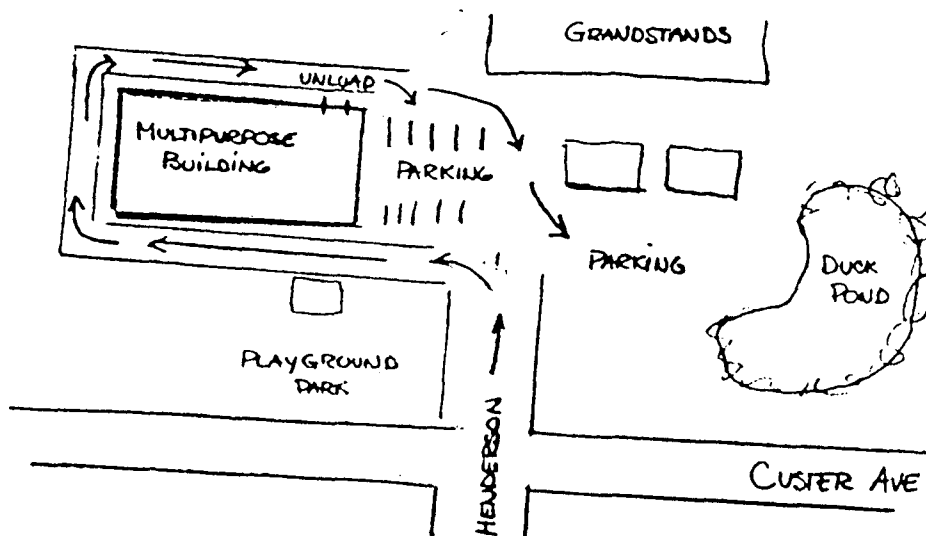 GRANDSTANDS
UNLOAD
MULTIPURPOSE
BUILDING
PARKING
PARKING
DUCK
POND
PLAYGROUND
PARK
HENDERSON
CUSTER AVE